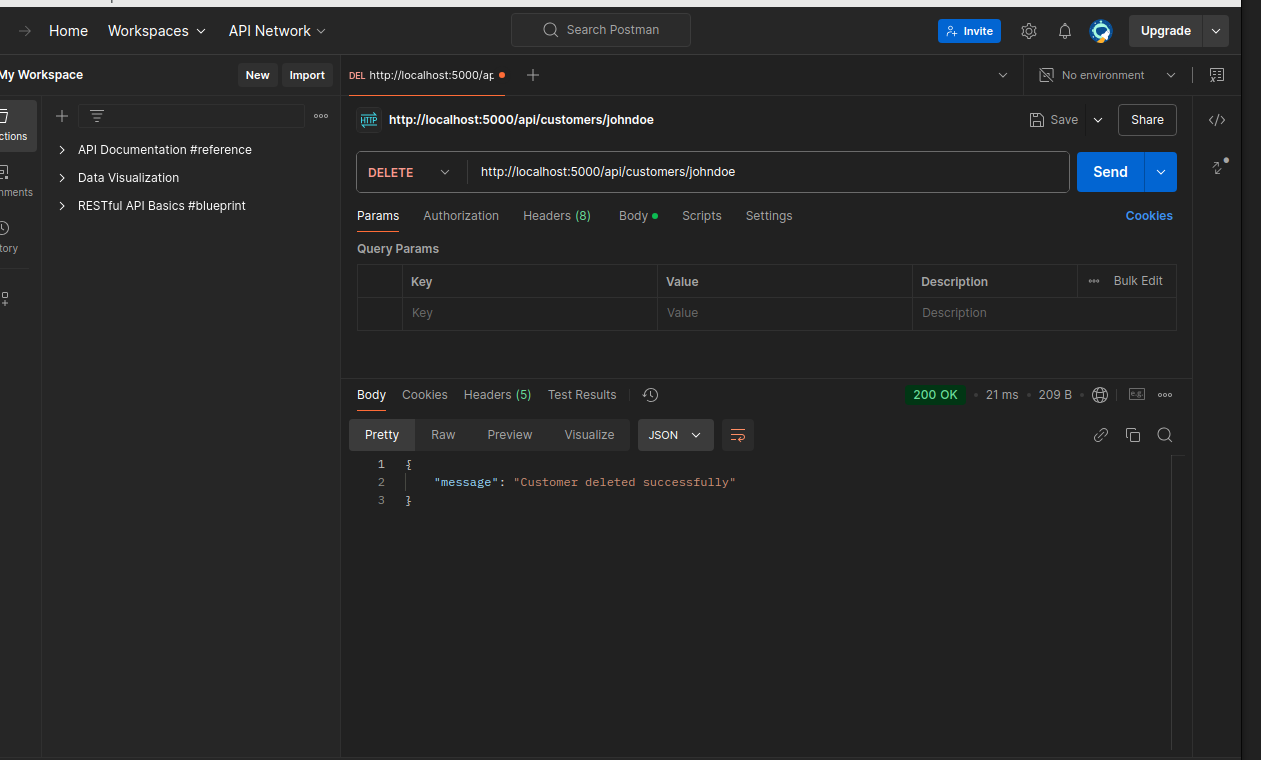 Home Workspaces API Network Search Postman Invite Upgrade
My Workspace New Import DEL http://localhost:5000/ap No environment
ctions
nments
tory
API Documentation #reference
Data Visualization
RESTful API Basics #blueprint
HTTP http://localhost:5000/api/customers/johndoe Save Share
DELETE http://localhost:5000/api/customers/johndoe Send
Params Authorization Headers (8) Body Scripts Settings Cookies
Query Params
Key Value Description Bulk Edit
Key Value Description
Body Cookies Headers (5) Test Results 200 OK 21 ms 209 B e.g.
Pretty Raw Preview Visualize JSON
1 {
2 "message": "Customer deleted successfully"
3 }